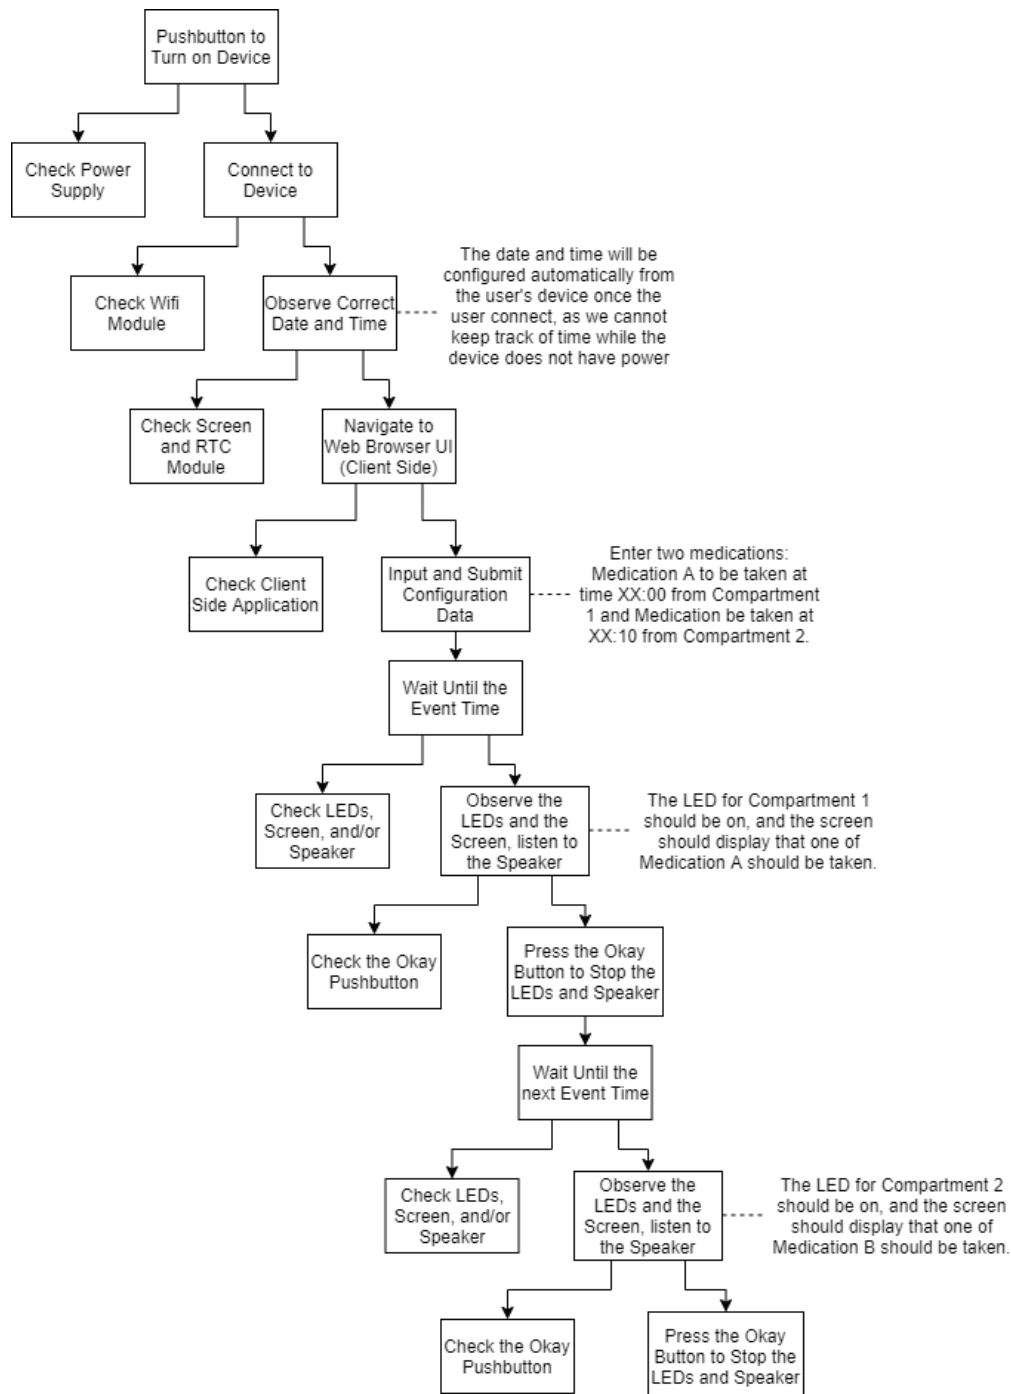 Pushbutton to
Turn on Device
Check Power
Supply
Connect to
Device
Check Wifi
Module
Observe Correct
Date and Time
The date and time will be
configured automatically from
the user's device once the
user connect, as we cannot
keep track of time while the
device does not have power
Check Screen
and RTC
Module
Navigate to
Web Browser UI
(Client Side)
Check Client
Side Application
Input and Submit
Configuration
Data
Enter two medications:
Medication A to be taken at
time XX:00 from Compartment
1 and Medication be taken at
XX:10 from Compartment 2.
Wait Until the
Event Time
Check LEDs,
Screen, and/or
Speaker
Observe the
LEDs and the
Screen, listen to
the Speaker
The LED for Compartment 1
should be on, and the screen
should display that one of
Medication A should be taken.
Check the Okay
Pushbutton
Press the Okay
Button to Stop the
LEDs and Speaker
Wait Until the
next Event Time
Check LEDs,
Screen, and/or
Speaker
Observe the
LEDs and the
Screen, listen to
the Speaker
The LED for Compartment 2
should be on, and the screen
should display that one of
Medication B should be taken.
Check the Okay
Pushbutton
Press the Okay
Button to Stop the
LEDs and Speaker